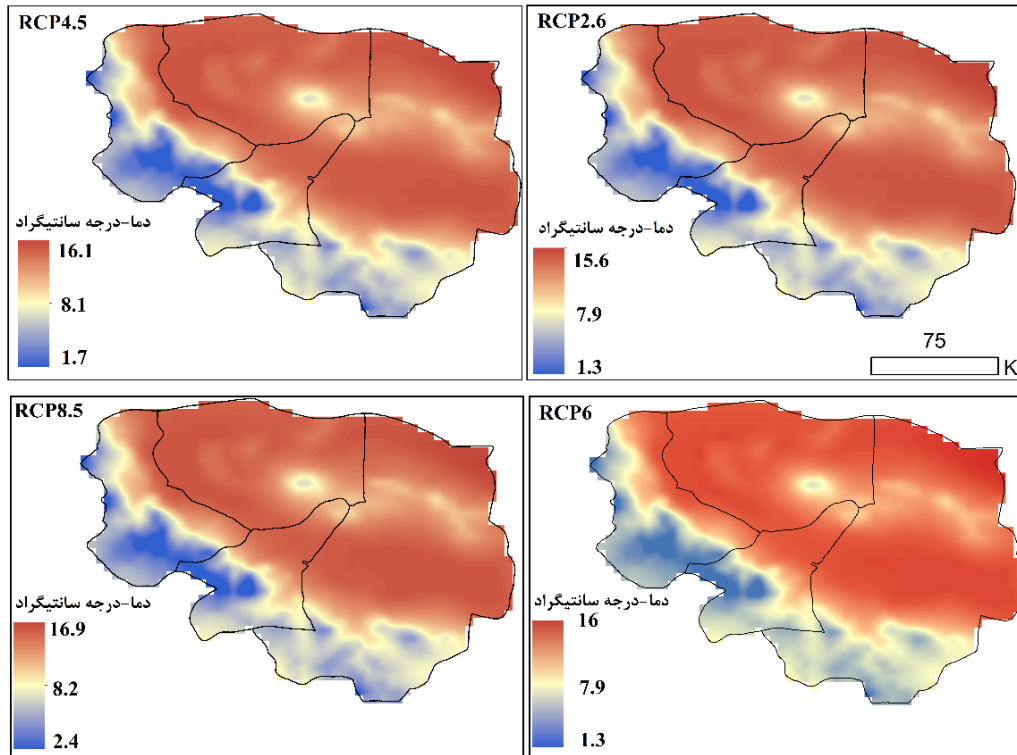 RCP4.5
دما-درجه سانتیگراد
16.1
8.1
1.7
RCP2.6
دما-درجه سانتیگراد
15.6
7.9
1.3
75
K
RCP8.5
دما-درجه سانتیگراد
16.9
8.2
2.4
RCP6
دما-درجه سانتیگراد
16
7.9
1.3